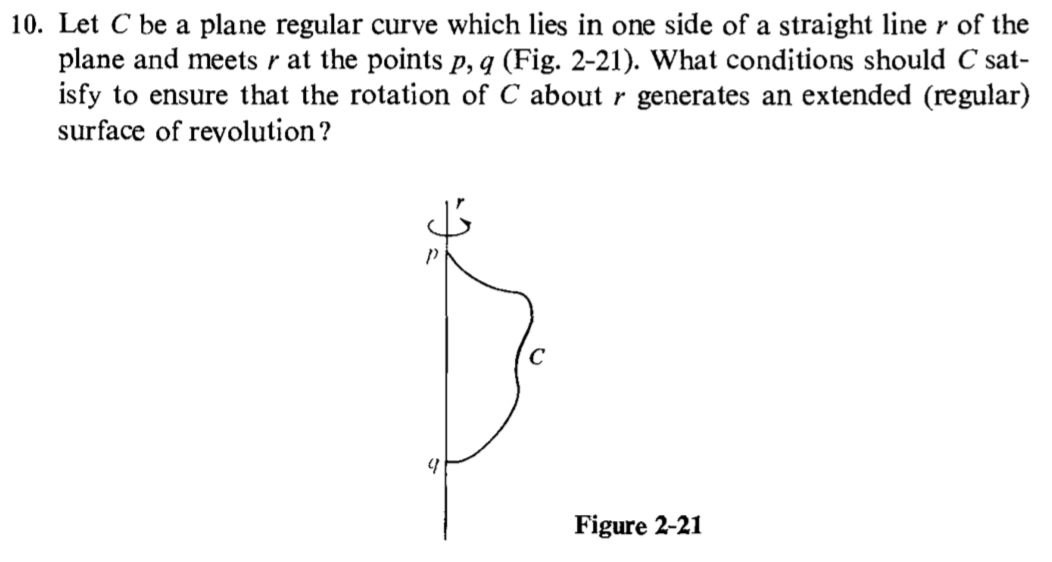 10. Let C be a plane regular curve which lies in one side of a straight line r of the
plane and meets r at the points p, q (Fig. 2-21). What conditions should C sat-
isfy to ensure that the rotation of C about r generates an extended (regular)
surface of revolution?
r
p
C
q
Figure 2-21